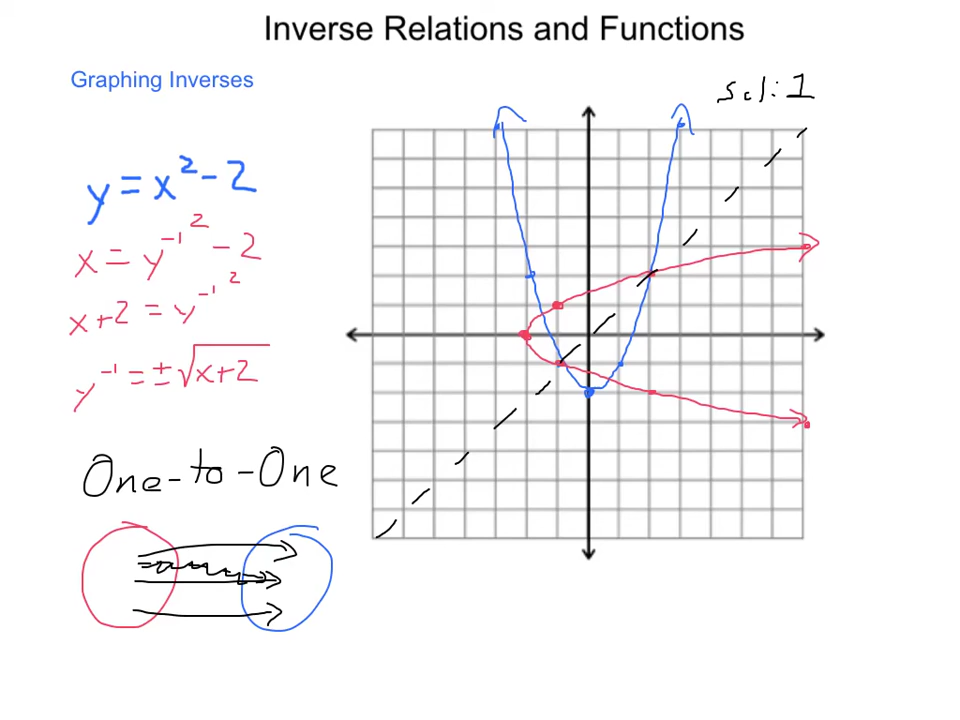 Inverse Relations and Functions
Graphing Inverses
scl: 1
y = x² - 2
x = y⁻¹² - 2
x+2 = y⁻¹²
y⁻¹ = ±√x+2
One-to-One